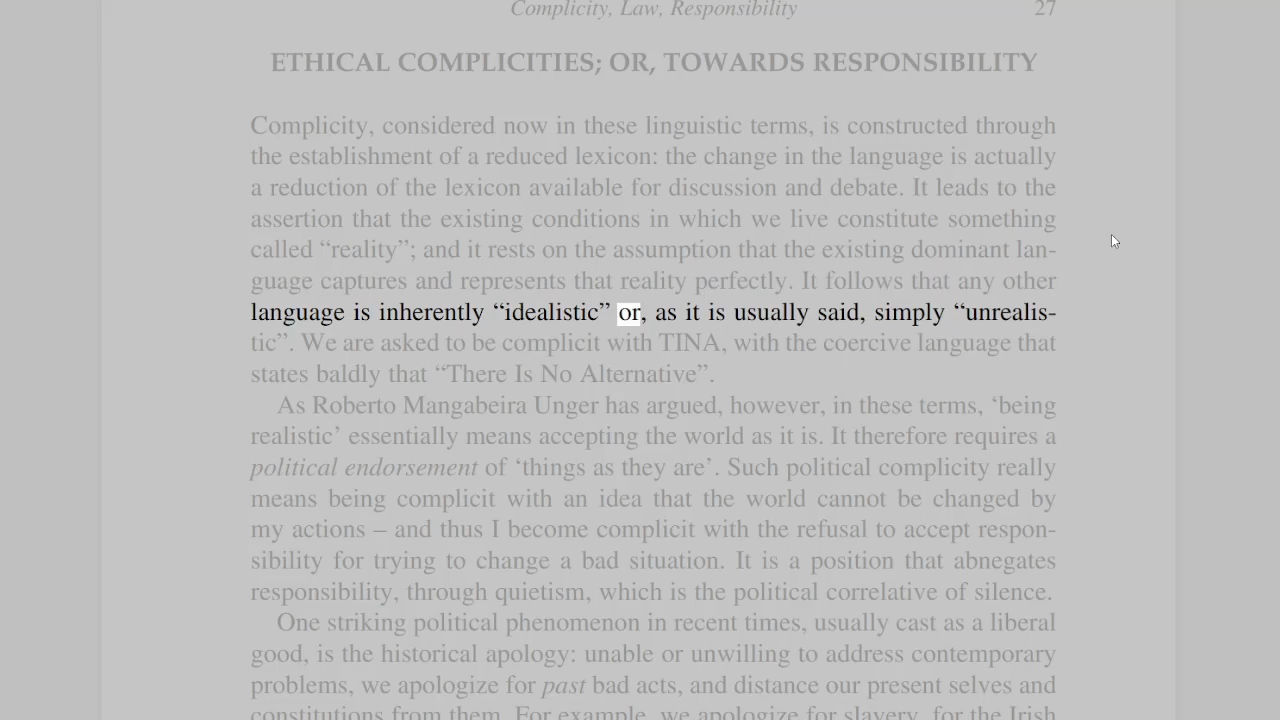 Complicity, Law, Responsibility 27
ETHICAL COMPLICITIES; OR, TOWARDS RESPONSIBILITY
Complicity, considered now in these linguistic terms, is constructed through
the establishment of a reduced lexicon: the change in the language is actually
a reduction of the lexicon available for discussion and debate. It leads to the
assertion that the existing conditions in which we live constitute something
called “reality”; and it rests on the assumption that the existing dominant lan-
guage captures and represents that reality perfectly. It follows that any other
language is inherently “idealistic” or, as it is usually said, simply “unrealis-
tic”. We are asked to be complicit with TINA, with the coercive language that
states baldly that “There Is No Alternative”.
As Roberto Mangabeira Unger has argued, however, in these terms, ‘being
realistic’ essentially means accepting the world as it is. It therefore requires a
political endorsement of ‘things as they are’. Such political complicity really
means being complicit with an idea that the world cannot be changed by
my actions – and thus I become complicit with the refusal to accept respon-
sibility for trying to change a bad situation. It is a position that abnegates
responsibility, through quietism, which is the political correlative of silence.
One striking political phenomenon in recent times, usually cast as a liberal
good, is the historical apology: unable or unwilling to address contemporary
problems, we apologize for past bad acts, and distance our present selves and
constitutions from them. For example, we apologize for slavery, for the Irish